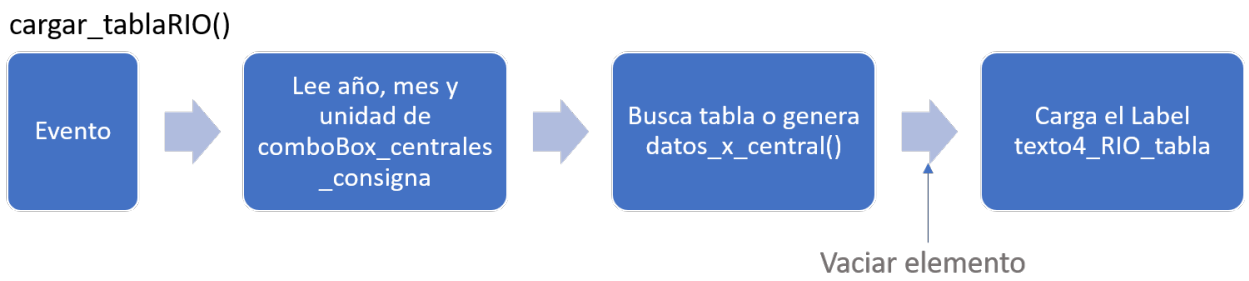 cargar_tablaRIO()
Evento
Lee año, mes y
unidad de
comboBox_centrales
_consigna
Busca tabla o genera
datos_x_central()
Carga el Label
texto4_RIO_tabla
Vaciar elemento